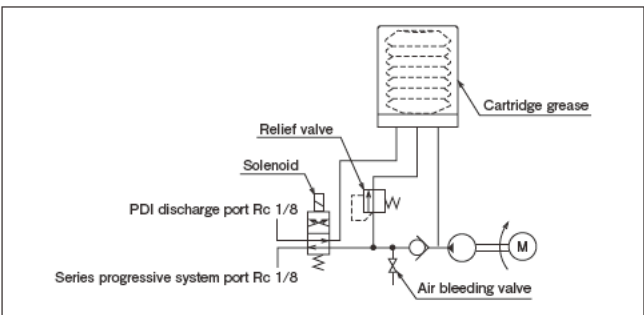 Cartridge grease
Relief valve
Solenoid
PDI discharge port Rc 1/8
M
Series progressive system port Rc 1/8
Air bleeding valve